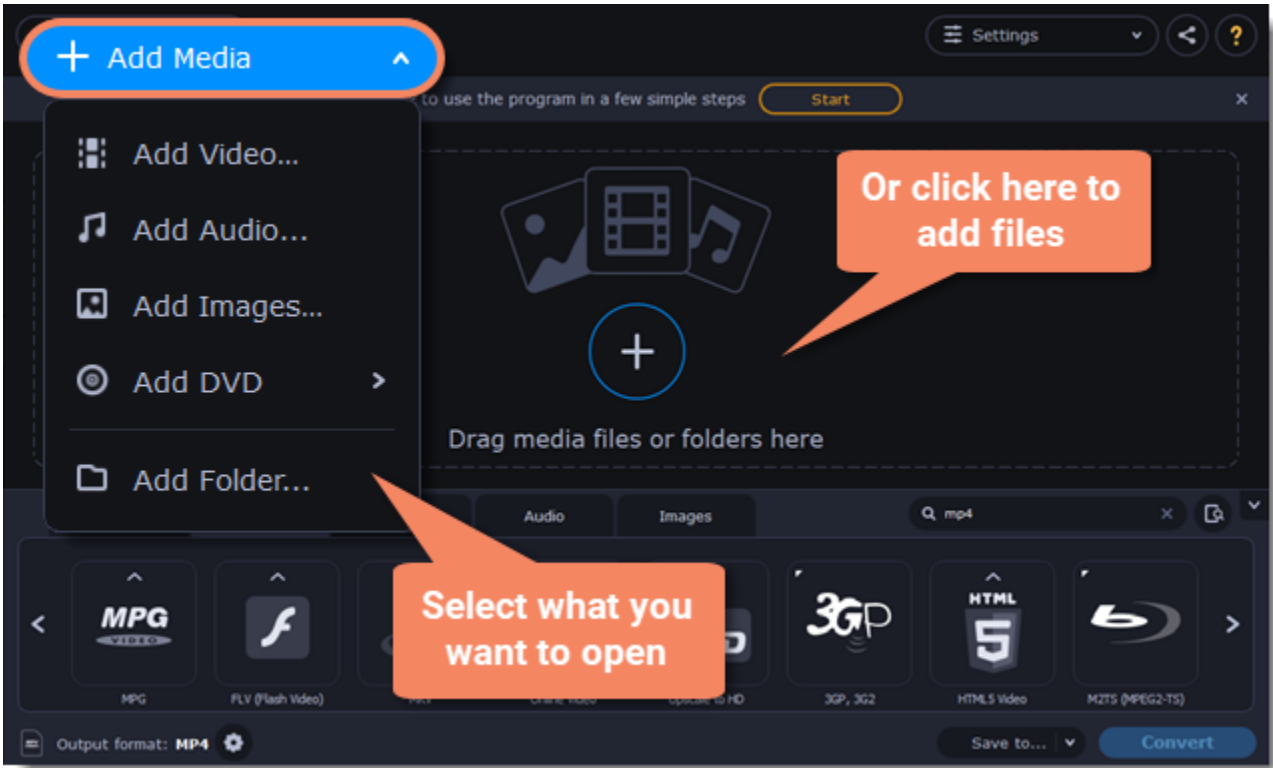 Add Media
Settings
?
to use the program in a few simple steps
Start
Add Video...
Add Audio...
Add Images...
Add DVD
Add Folder...
Or click here to
add files
Drag media files or folders here
Audio
Images
mp4
Select what you
want to open
MPG
VIDEO
3GP
HTML
5
MPG
FLV (Flash Video)
MKV
Online Video
Upscale to HD
3GP, 3G2
HTML5 Video
M2TS (MPEG2-TS)
Output format: MP4
Save to...
Convert